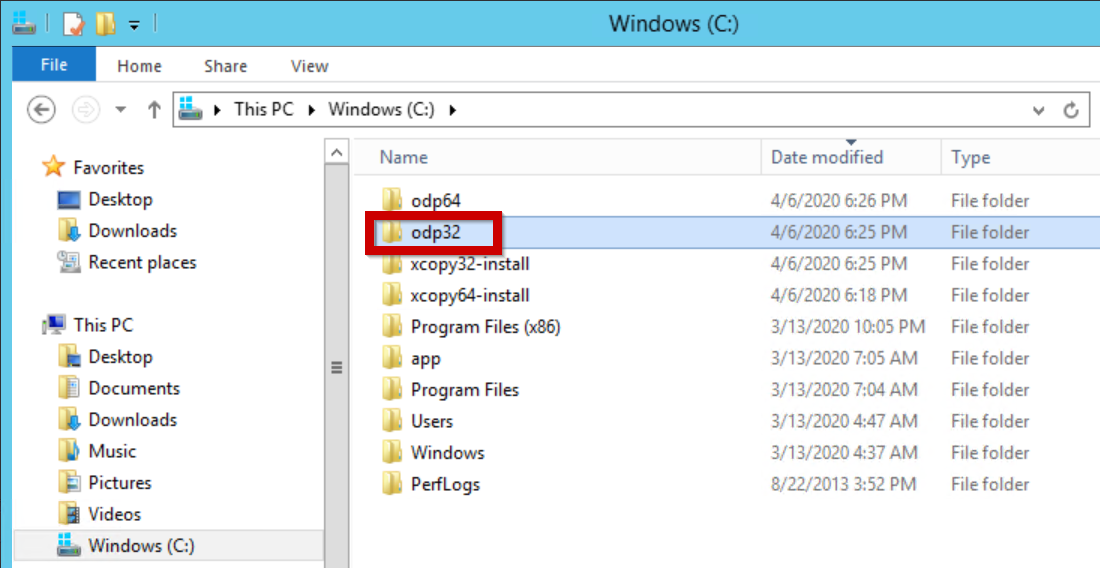 Windows (C:)
File Home Share View
This PC Windows (C:)
Name Date modified Type
Favorites
Desktop
Downloads
Recent places
This PC
Desktop
Documents
Downloads
Music
Pictures
Videos
Windows (C:)
odp64 4/6/2020 6:26 PM File folder
odp32 4/6/2020 6:25 PM File folder
xcopy32-install 4/6/2020 6:25 PM File folder
xcopy64-install 4/6/2020 6:18 PM File folder
Program Files (x86) 3/13/2020 10:05 PM File folder
app 3/13/2020 7:05 AM File folder
Program Files 3/13/2020 7:04 AM File folder
Users 3/13/2020 4:47 AM File folder
Windows 3/13/2020 4:37 AM File folder
PerfLogs 8/22/2013 3:52 PM File folder